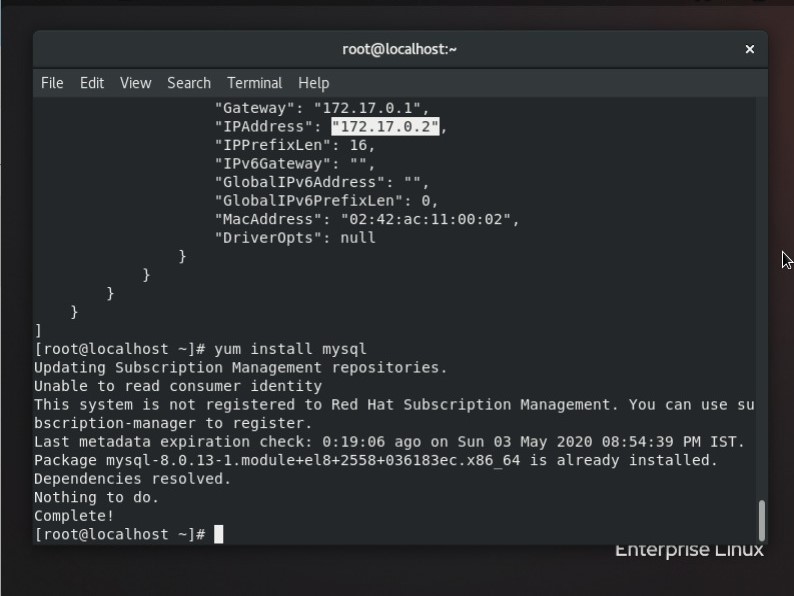 root@localhost:~
File Edit View Search Terminal Help
"Gateway": "172.17.0.1",
"IPAddress": "172.17.0.2",
"IPPrefixLen": 16,
"IPv6Gateway": "",
"GlobalIPv6Address": "",
"GlobalIPv6PrefixLen": 0,
"MacAddress": "02:42:ac:11:00:02",
"DriverOpts": null
}
}
}
}
]
[root@localhost ~]# yum install mysql
Updating Subscription Management repositories.
Unable to read consumer identity
This system is not registered to Red Hat Subscription Management. You can use su
bscription-manager to register.
Last metadata expiration check: 0:19:06 ago on Sun 03 May 2020 08:54:39 PM IST.
Package mysql-8.0.13-1.module+el8+2558+036183ec.x86_64 is already installed.
Dependencies resolved.
Nothing to do.
Complete!
[root@localhost ~]#
Enterprise Linux